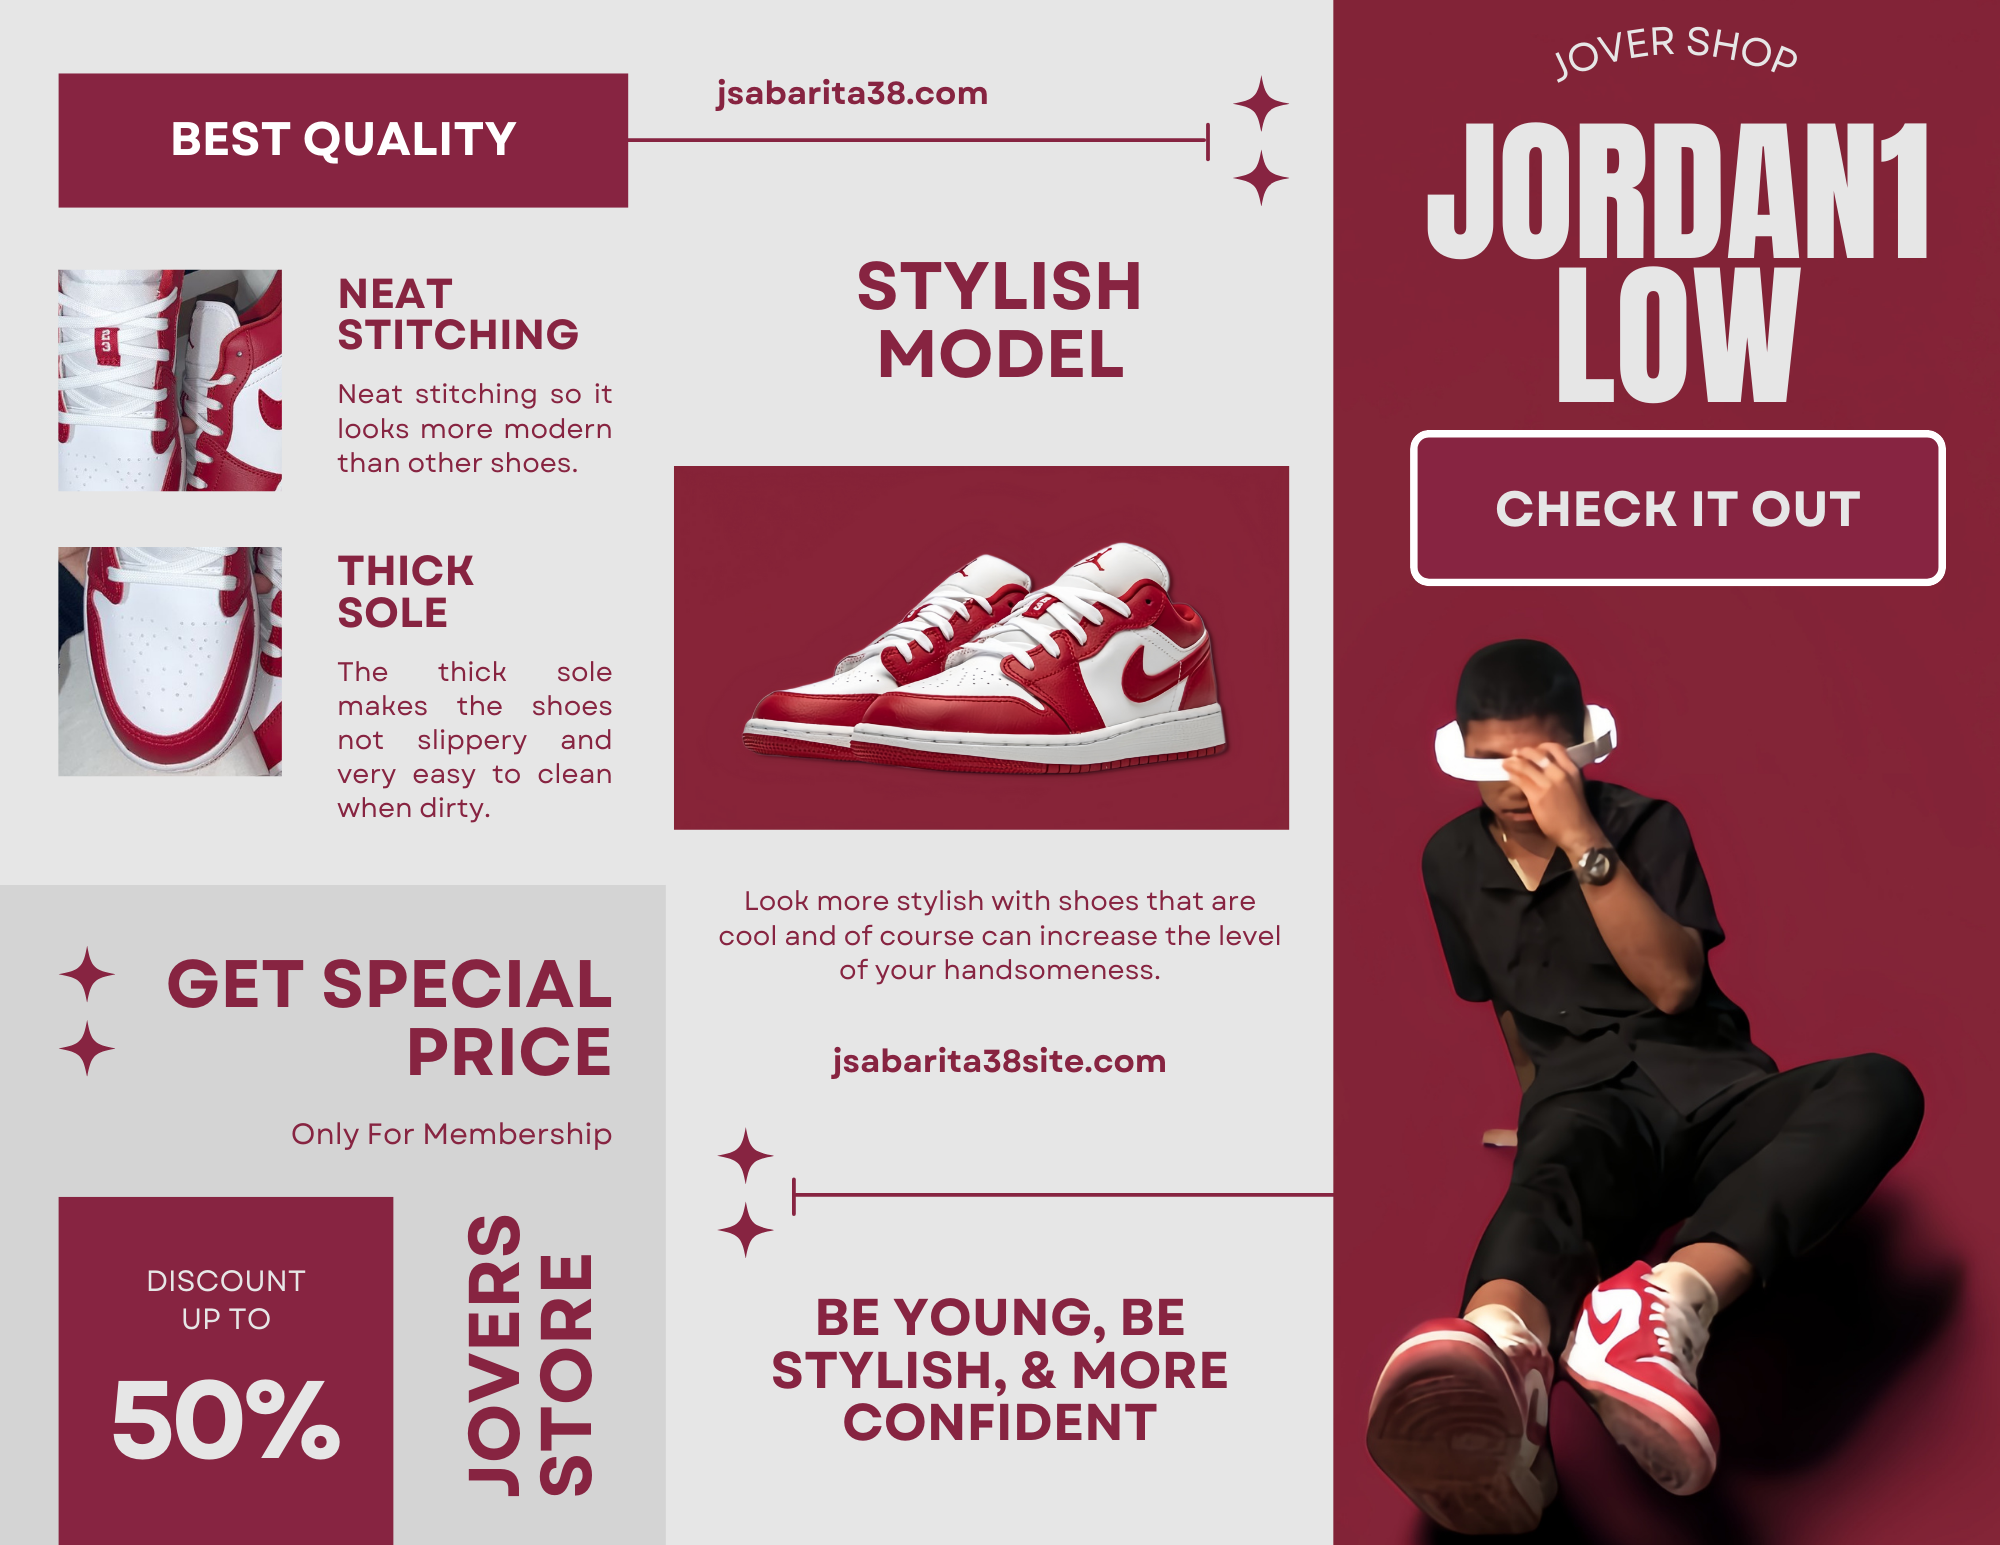 BEST QUALITY
NEAT
STITCHING
Neat stitching so it
looks more modern
than other shoes.
THICK
SOLE
The thick sole
makes the shoes
not slippery and
very easy to clean
when dirty.
GET SPECIAL
PRICE
Only For Membership
DISCOUNT
UP TO
50%
JOVERS
STORE
jsabarita38.com
STYLISH
MODEL
Look more stylish with shoes that are
cool and of course can increase the level
of your handsomeness.
jsabarita38site.com
BE YOUNG, BE
STYLISH, & MORE
CONFIDENT
JOVER SHOP
JORDAN1
LOW
CHECK IT OUT
23